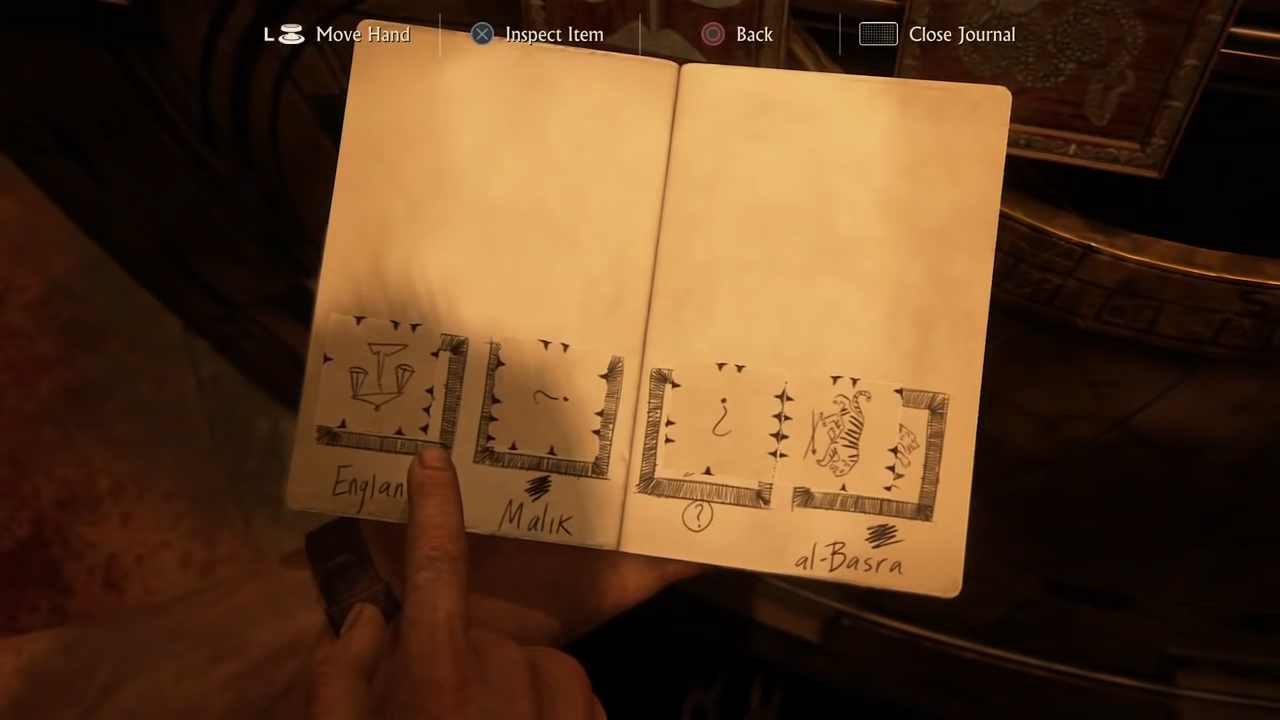 L Move Hand
Inspect Item
Back
Close Journal
Englan
Malik
?
al-Basra